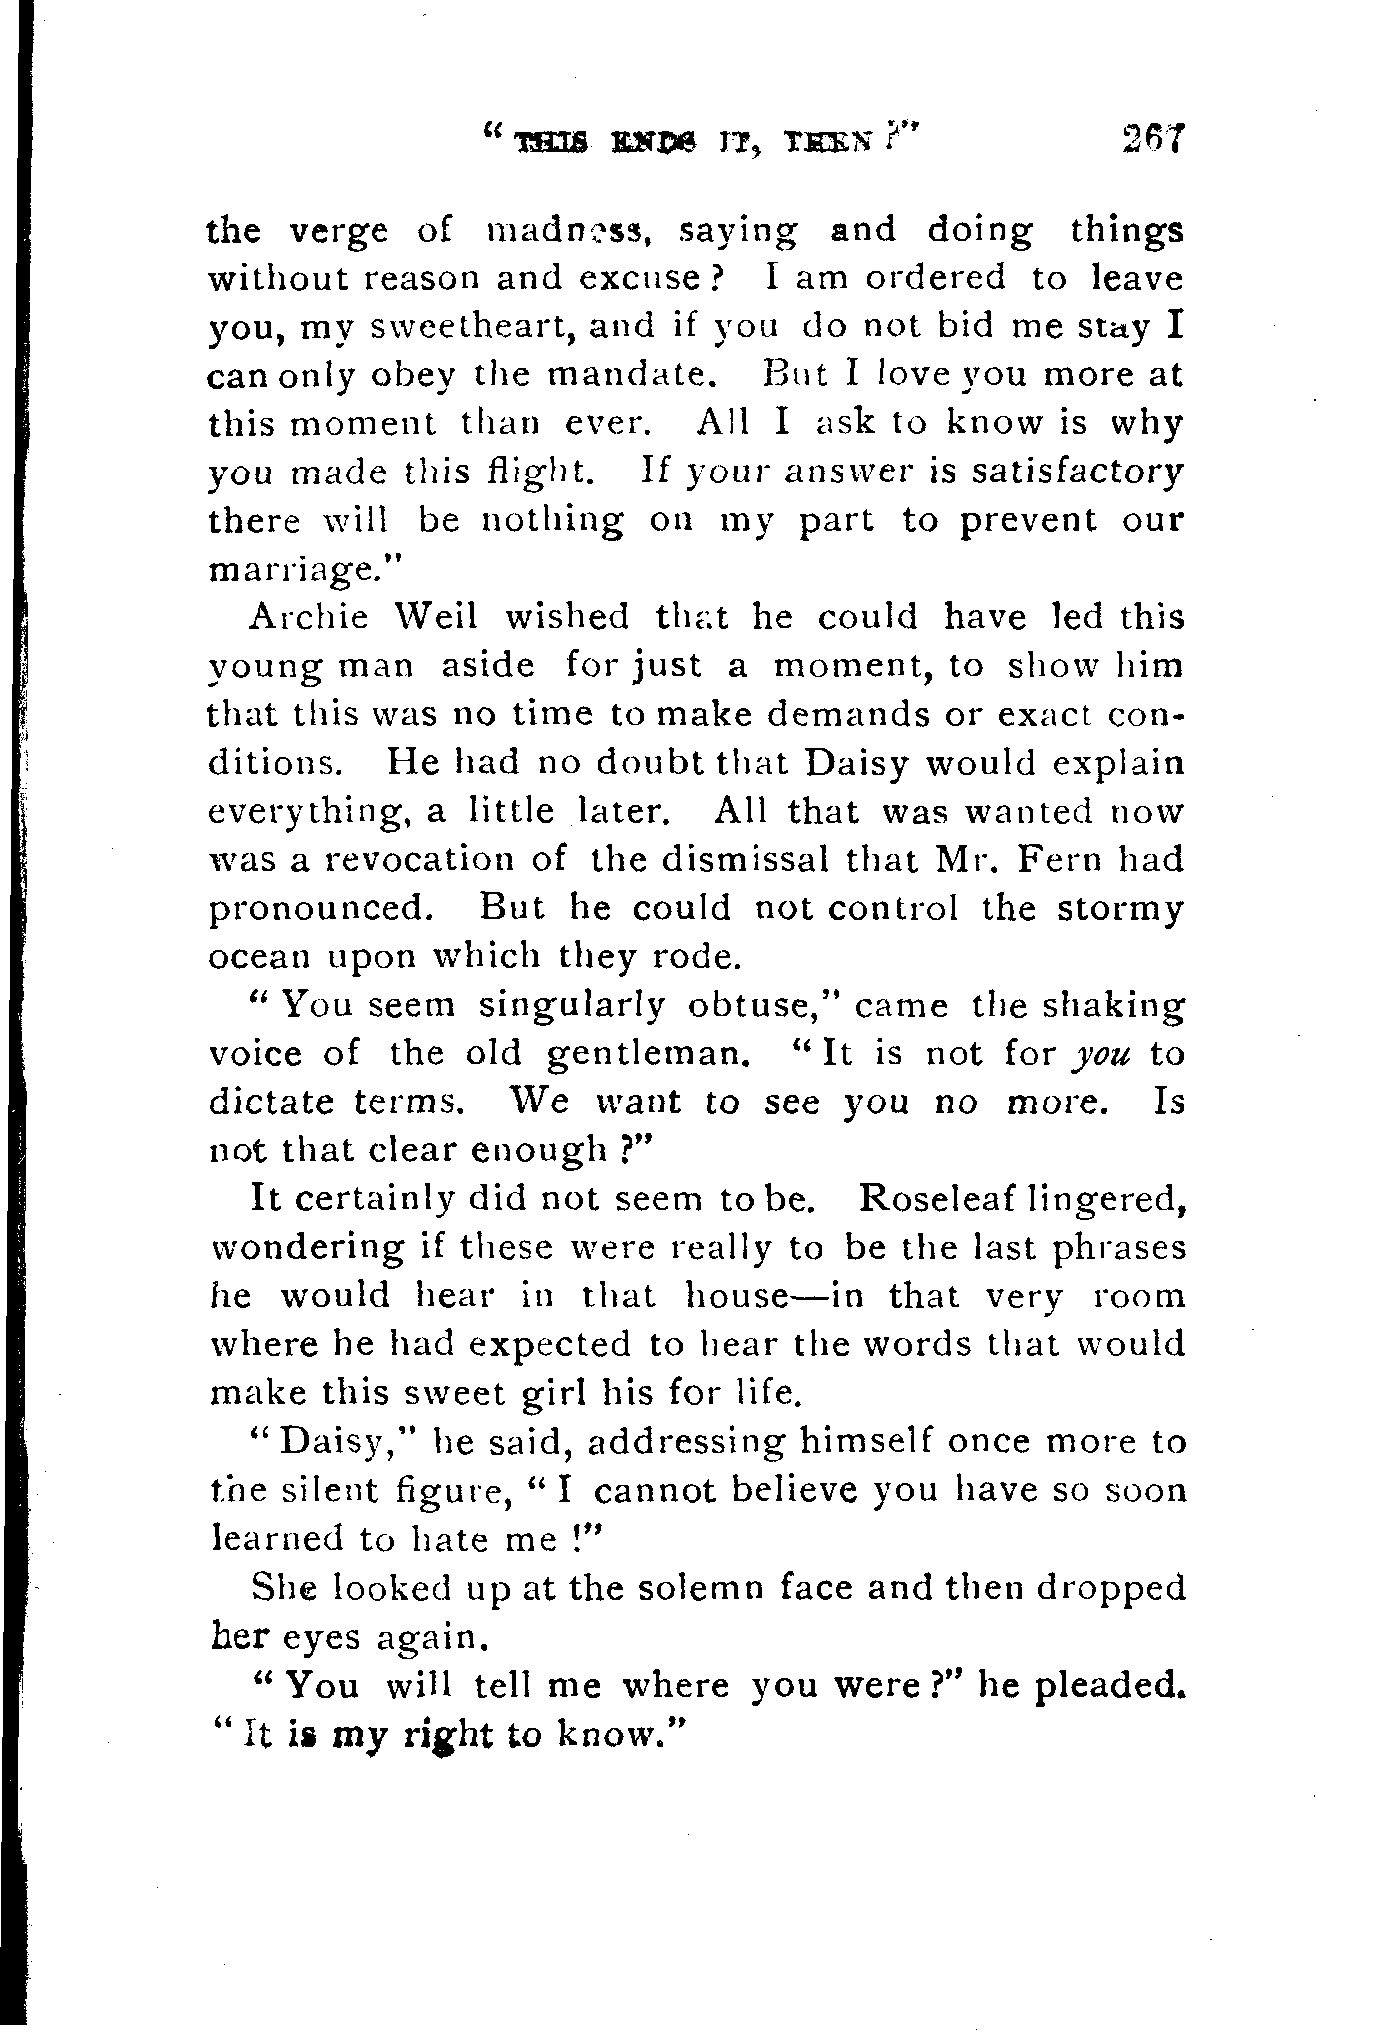 “ THIS ENDS IT, THEN ?” 267
the verge of madness, saying and doing things
without reason and excuse ? I am ordered to leave
you, my sweetheart, and if you do not bid me stay I
can only obey the mandate. But I love you more at
this moment than ever. All I ask to know is why
you made this flight. If your answer is satisfactory
there will be nothing on my part to prevent our
marriage.”
Archie Weil wished that he could have led this
young man aside for just a moment, to show him
that this was no time to make demands or exact con-
ditions. He had no doubt that Daisy would explain
everything, a little later. All that was wanted now
was a revocation of the dismissal that Mr. Fern had
pronounced. But he could not control the stormy
ocean upon which they rode.
“ You seem singularly obtuse,” came the shaking
voice of the old gentleman. “ It is not for you to
dictate terms. We want to see you no more. Is
not that clear enough ?”
It certainly did not seem to be. Roseleaf lingered,
wondering if these were really to be the last phrases
he would hear in that house—in that very room
where he had expected to hear the words that would
make this sweet girl his for life.
“ Daisy,” he said, addressing himself once more to
the silent figure, “ I cannot believe you have so soon
learned to hate me !”
She looked up at the solemn face and then dropped
her eyes again.
“ You will tell me where you were ?” he pleaded.
“ It is my right to know.”